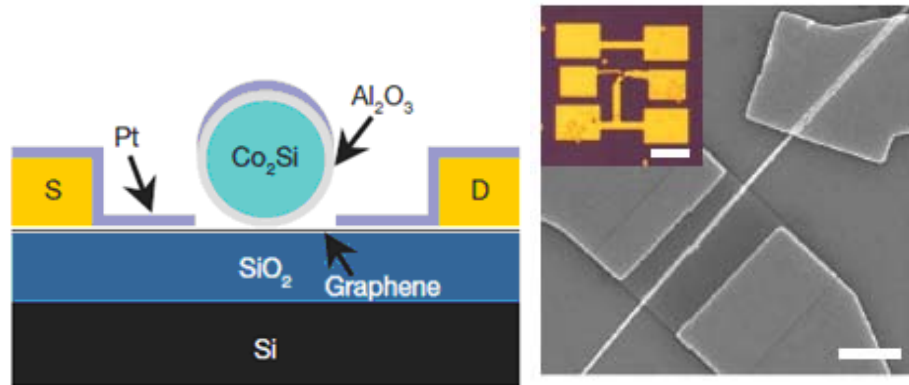 Al₂O₃
Pt
Co₂Si
S
D
SiO₂
Graphene
Si